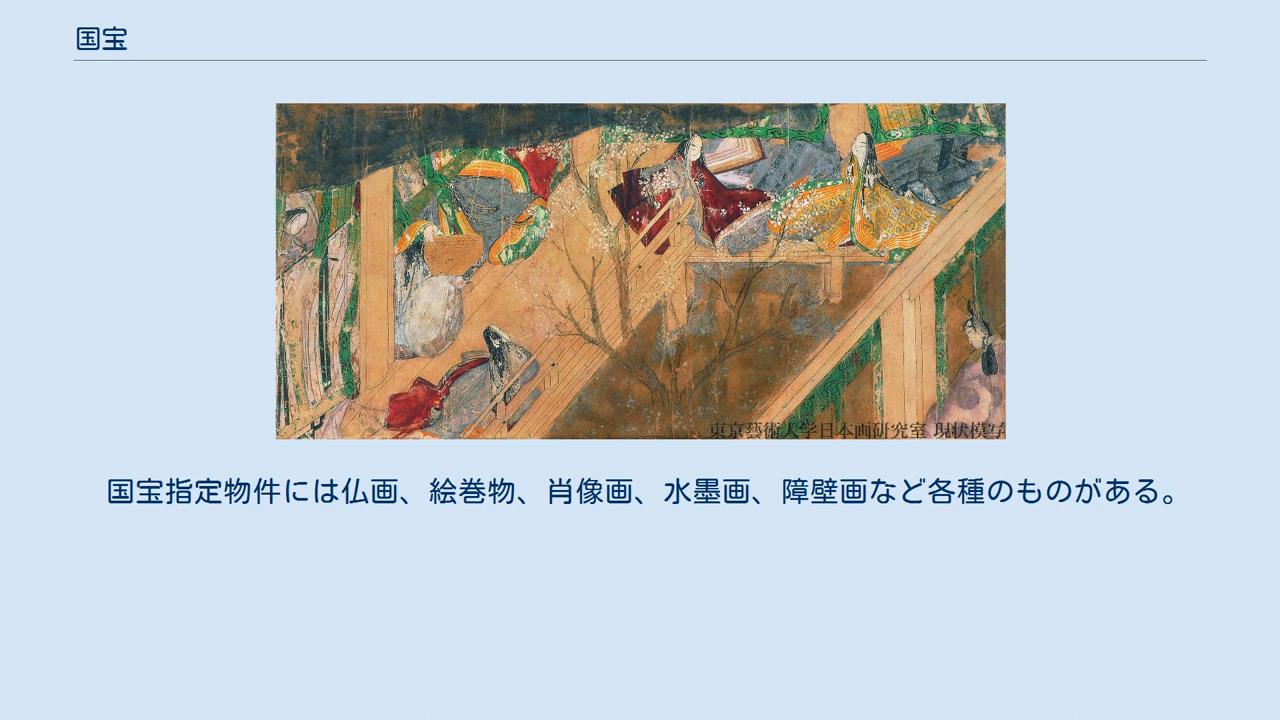 国宝
東京藝術大学日本画研究室 現状模写
国宝指定物件には仏画、絵巻物、肖像画、水墨画、障壁画など各種のものがある。